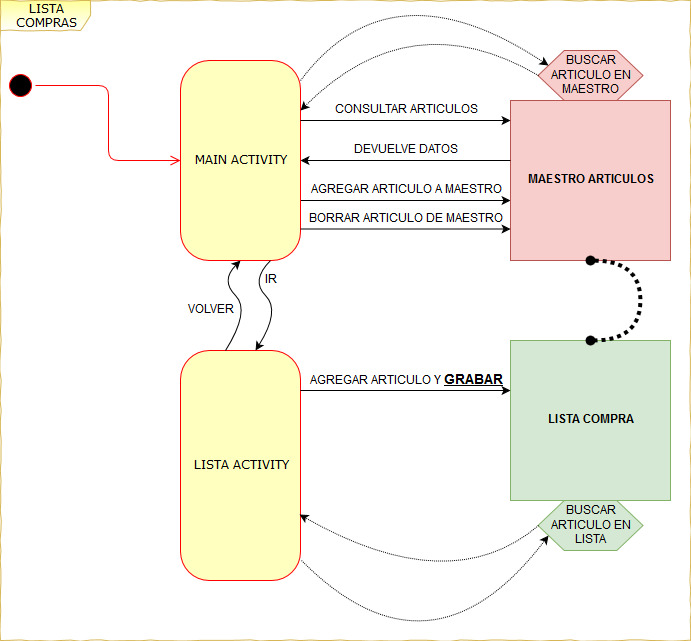 LISTA
COMPRAS
BUSCAR
ARTICULO EN
MAESTRO
CONSULTAR ARTICULOS
DEVUELVE DATOS
MAIN ACTIVITY
MAESTRO ARTICULOS
AGREGAR ARTICULO A MAESTRO
BORRAR ARTICULO DE MAESTRO
IR
VOLVER
AGREGAR ARTICULO Y GRABAR
LISTA COMPRA
LISTA ACTIVITY
BUSCAR
ARTICULO EN
LISTA